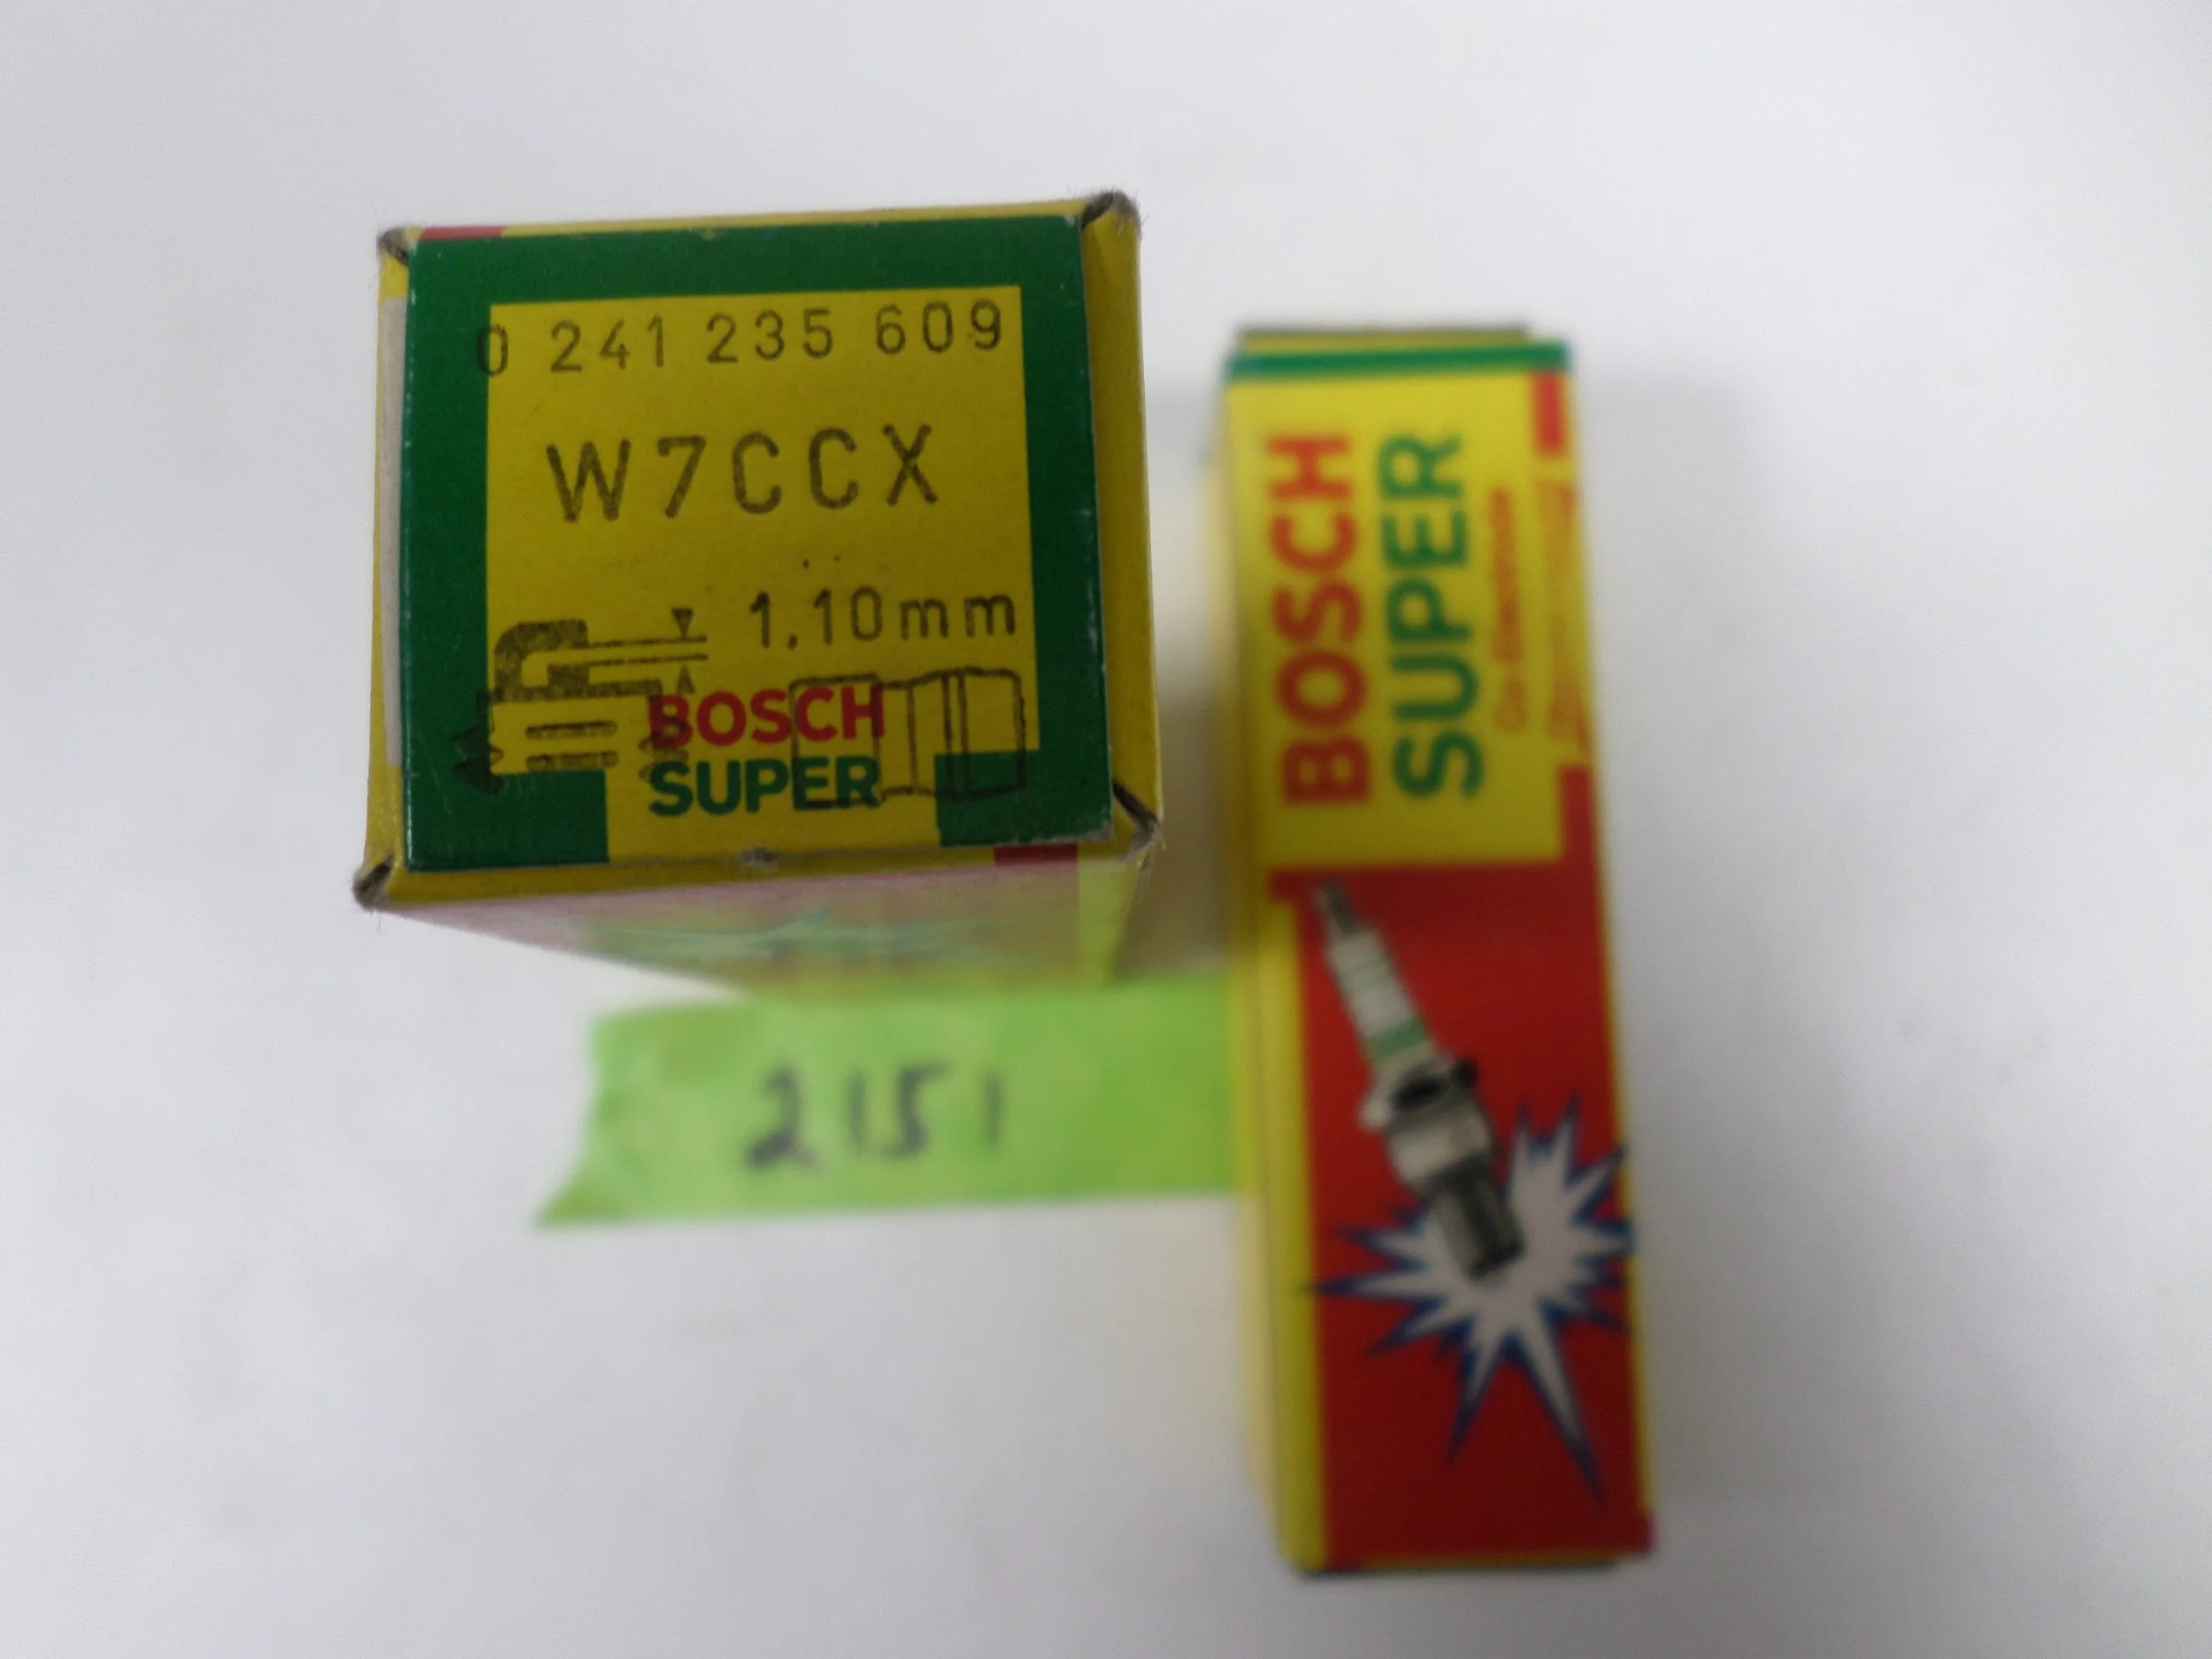 0 241 235 609
W7CCX
1,10mm
BOSCH
SUPER
2151
BOSCH
SUPER